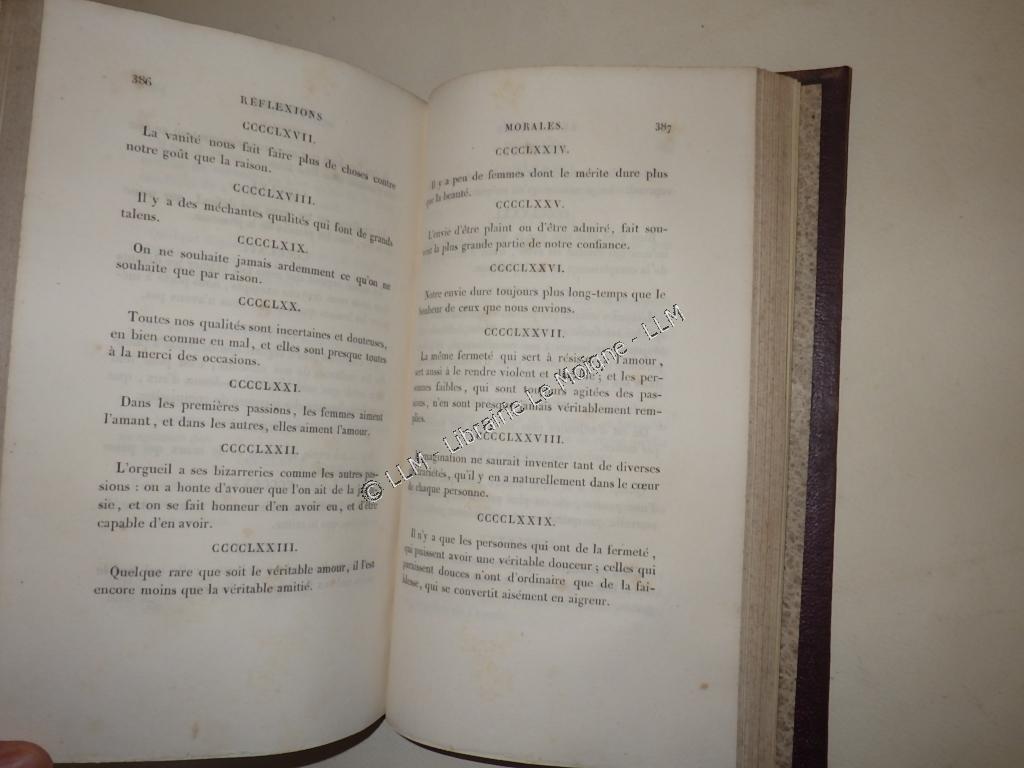 386
RÉFLEXIONS
CCCCLXVII.
La vanité nous fait faire plus de choses contre
notre goût que la raison.
CCCCLXVIII.
Il y a des méchantes qualités qui font de grands
talens.
CCCCLXIX.
On ne souhaite jamais ardemment ce qu'on ne
souhaite que par raison.
CCCCLXX.
Toutes nos qualités sont incertaines et douteuses,
en bien comme en mal, et elles sont presque toutes
à la merci des occasions.
CCCCLXXI.
Dans les premières passions, les femmes aiment
l'amant, et dans les autres, elles aiment l'amour.
CCCCLXXII.
L'orgueil a ses bizarreries comme les autres pas-
sions : on a honte d'avouer que l'on ait de la
sie, et on se fait honneur d'en avoir eu, et d'être
capable d'en avoir.
CCCCLXXIII.
Quelque rare que soit le véritable amour, il l'est
encore moins que la véritable amitié.
MORALES. 387
CCCCLXXIV.
Il y a peu de femmes dont le mérite dure plus
que la beauté.
CCCCLXXV.
L'envie d'être plaint ou d'être admiré, fait sou-
vent la plus grande partie de notre confiance.
CCCCLXXVI.
Notre envie dure toujours plus long-temps que le
bonheur de ceux que nous envions.
CCCCLXXVII.
La même fermeté qui sert à résister à l'amour,
sert aussi à le rendre violent et ; et les per-
sonnes faibles, qui sont toujours agitées des pas-
sions, n'en sont presque jamais véritablement rem-
plies.
CCCCLXXVIII.
L'imagination ne saurait inventer tant de diverses
contrariétés, qu'il y en a naturellement dans le cœur
de chaque personne.
CCCCLXXIX.
Il n'y a que les personnes qui ont de la fermeté,
qui puissent avoir une véritable douceur ; celles qui
paraissent douces n'ont d'ordinaire que de la fai-
blesse, qui se convertit aisément en aigreur.
© LLM - Librairie Le Moigne - LLM